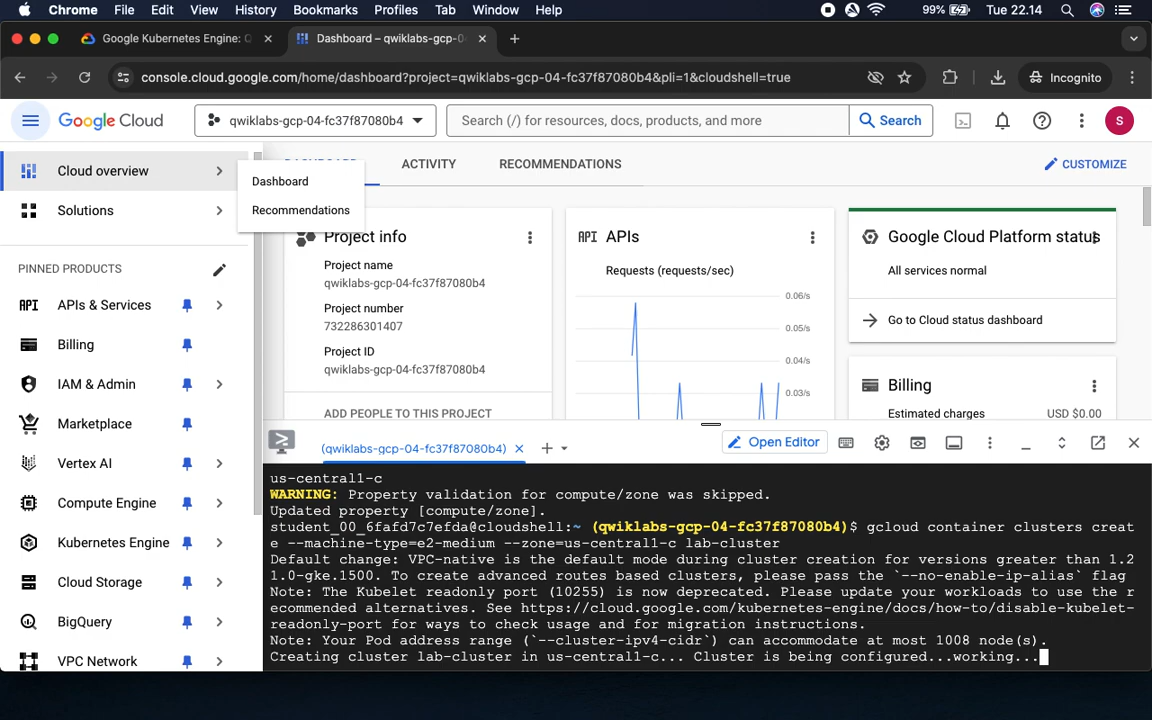 Chrome File Edit View History Bookmarks Profiles Tab Window Help 99% Tue 22.14
Google Kubernetes Engine: Q
Dashboard – qwiklabs-gcp-0
console.cloud.google.com/home/dashboard?project=qwiklabs-gcp-04-fc37f87080b4&pli=1&cloudshell=true
Incognito
Google Cloud
qwiklabs-gcp-04-fc37f87080b4
Search (/) for resources, docs, products, and more
Search
S
Cloud overview
Solutions
PINNED PRODUCTS
API APIs & Services
Billing
IAM & Admin
Marketplace
Vertex AI
Compute Engine
Kubernetes Engine
Cloud Storage
BigQuery
VPC Network
Dashboard
Recommendations
DASHBOARD
ACTIVITY
RECOMMENDATIONS
CUSTOMIZE
Project info
Project name
qwiklabs-gcp-04-fc37f87080b4
Project number
732286301407
Project ID
qwiklabs-gcp-04-fc37f87080b4
ADD PEOPLE TO THIS PROJECT
API APIs
Requests (requests/sec)
0.06/s
0.05/s
0.04/s
0.03/s
Google Cloud Platform status
All services normal
Go to Cloud status dashboard
Billing
Estimated charges USD $0.00
(qwiklabs-gcp-04-fc37f87080b4)
Open Editor
us-central1-c
WARNING: Property validation for compute/zone was skipped.
Updated property [compute/zone].
student_00_6fafd7c7efda@cloudshell:~ (qwiklabs-gcp-04-fc37f87080b4)$ gcloud container clusters creat
e --machine-type=e2-medium --zone=us-central1-c lab-cluster
Default change: VPC-native is the default mode during cluster creation for versions greater than 1.2
1.0-gke.1500. To create advanced routes based clusters, please pass the `--no-enable-ip-alias` flag
Note: The Kubelet readonly port (10255) is now deprecated. Please update your workloads to use the r
ecommended alternatives. See https://cloud.google.com/kubernetes-engine/docs/how-to/disable-kubelet-
readonly-port for ways to check usage and for migration instructions.
Note: Your Pod address range (`--cluster-ipv4-cidr`) can accommodate at most 1008 node(s).
Creating cluster lab-cluster in us-central1-c... Cluster is being configured...working...